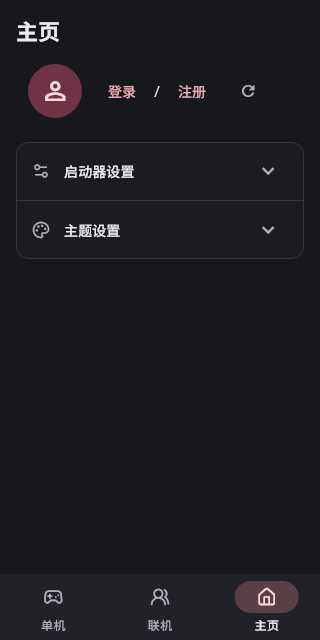 主页
登录 / 注册
启动器设置
主题设置
单机 联机 主页